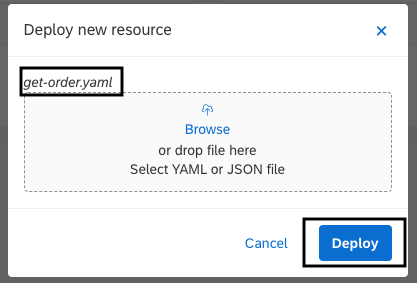 Deploy new resource
get-order.yaml
Browse
or drop file here
Select YAML or JSON file
Cancel
Deploy